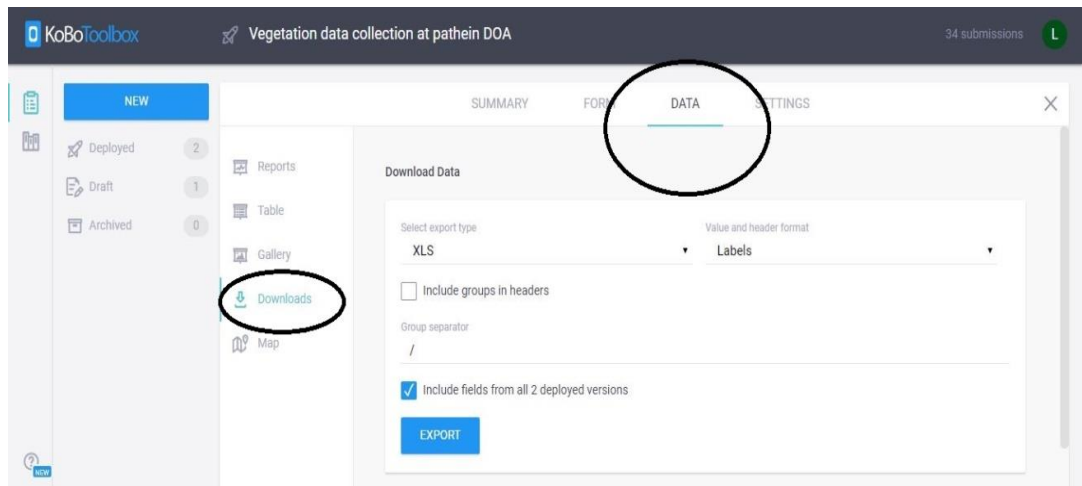 KoBoToolbox
Vegetation data collection at pathein DOA
34 submissions
L
NEW
Deployed
2
Draft
1
Archived
0
NEW
SUMMARY
FORM
DATA
SETTINGS
Reports
Table
Gallery
Downloads
Map
Download Data
Select export type
XLS
Value and header format
Labels
Include groups in headers
Group separator
/
Include fields from all 2 deployed versions
EXPORT